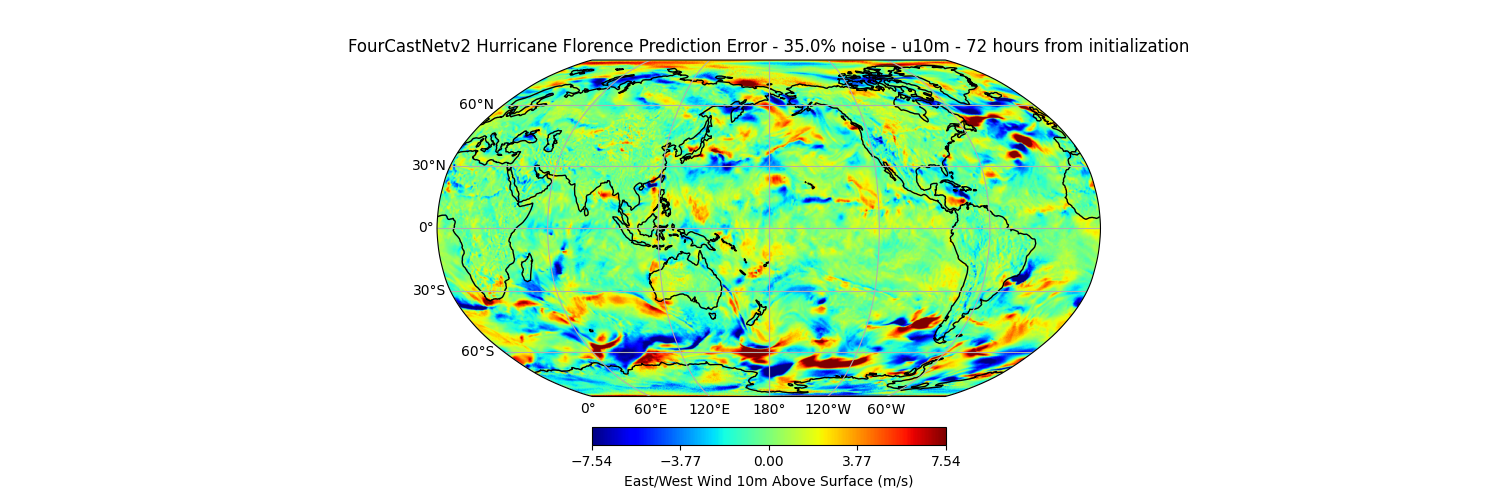 FourCastNetv2 Hurricane Florence Prediction Error - 35.0% noise - u10m - 72 hours from initialization
60°N
30°N
0°
30°S
60°S
0° 60°E 120°E 180° 120°W 60°W
−7.54 −3.77 0.00 3.77 7.54
East/West Wind 10m Above Surface (m/s)